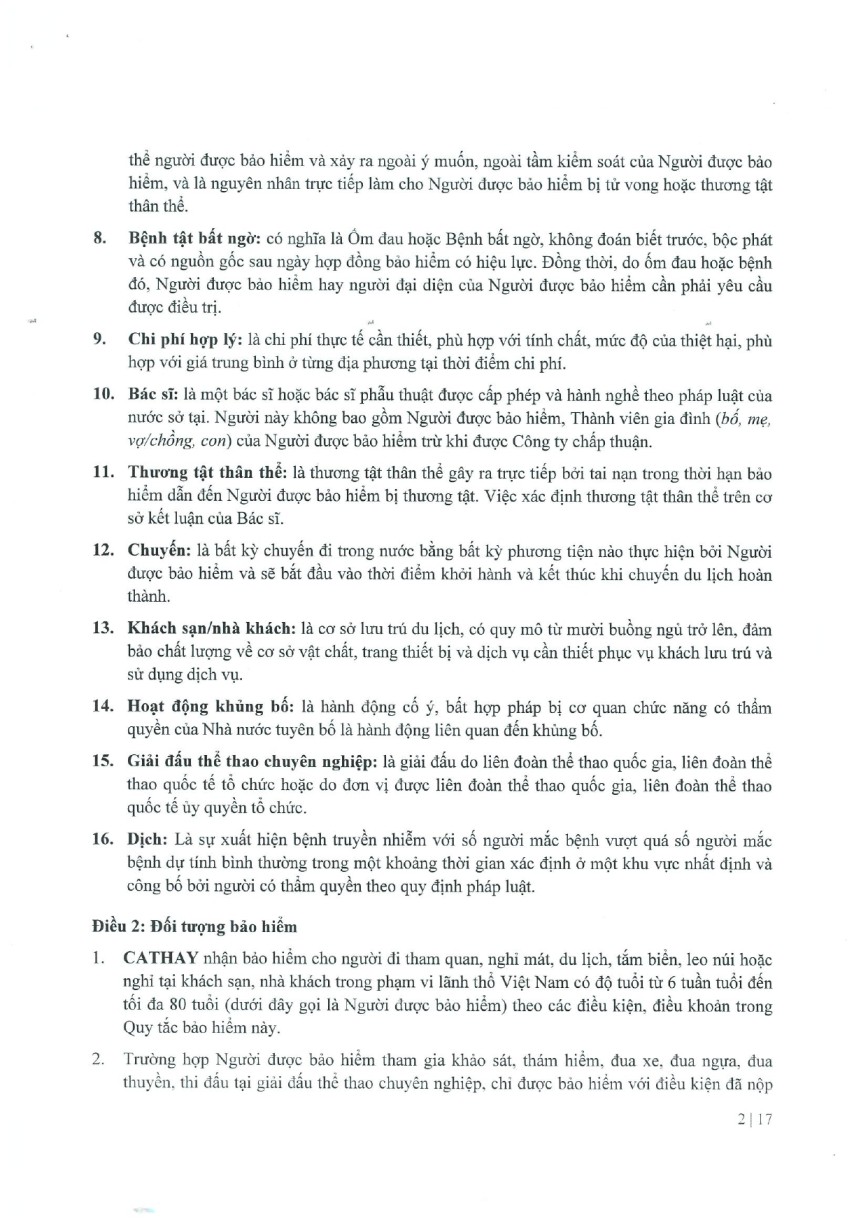 thể người được bảo hiểm và xảy ra ngoài ý muốn, ngoài tầm kiểm soát của Người được bảo
hiểm, và là nguyên nhân trực tiếp làm cho Người được bảo hiểm bị tử vong hoặc thương tật
thân thể.
8. Bệnh tật bất ngờ: có nghĩa là Ốm đau hoặc Bệnh bất ngờ, không đoán biết trước, bộc phát
và có nguồn gốc sau ngày hợp đồng bảo hiểm có hiệu lực. Đồng thời, do ốm đau hoặc bệnh
đó, Người được bảo hiểm hay người đại diện của Người được bảo hiểm cần phải yêu cầu
được điều trị.
9. Chi phí hợp lý: là chi phí thực tế cần thiết, phù hợp với tính chất, mức độ của thiệt hại, phù
hợp với giá trung bình ở từng địa phương tại thời điểm chi phí.
10. Bác sĩ: là một bác sĩ hoặc bác sĩ phẫu thuật được cấp phép và hành nghề theo pháp luật của
nước sở tại. Người này không bao gồm Người được bảo hiểm, Thành viên gia đình (bố, mẹ,
vợ/chồng, con) của Người được bảo hiểm trừ khi được Công ty chấp thuận.
11. Thương tật thân thể: là thương tật thân thể gây ra trực tiếp bởi tai nạn trong thời hạn bảo
hiểm dẫn đến Người được bảo hiểm bị thương tật. Việc xác định thương tật thân thể trên cơ
sở kết luận của Bác sĩ.
12. Chuyến: là bất kỳ chuyến đi trong nước bằng bất kỳ phương tiện nào thực hiện bởi Người
được bảo hiểm và sẽ bắt đầu vào thời điểm khởi hành và kết thúc khi chuyến du lịch hoàn
thành.
13. Khách sạn/nhà khách: là cơ sở lưu trú du lịch, có quy mô từ mười buồng ngủ trở lên, đảm
bảo chất lượng về cơ sở vật chất, trang thiết bị và dịch vụ cần thiết phục vụ khách lưu trú và
sử dụng dịch vụ.
14. Hoạt động khủng bố: là hành động cố ý, bất hợp pháp bị cơ quan chức năng có thẩm
quyền của Nhà nước tuyên bố là hành động liên quan đến khủng bố.
15. Giải đấu thể thao chuyên nghiệp: là giải đấu do liên đoàn thể thao quốc gia, liên đoàn thể
thao quốc tế tổ chức hoặc do đơn vị được liên đoàn thể thao quốc gia, liên đoàn thể thao
quốc tế ủy quyền tổ chức.
16. Dịch: Là sự xuất hiện bệnh truyền nhiễm với số người mắc bệnh vượt quá số người mắc
bệnh dự tính bình thường trong một khoảng thời gian xác định ở một khu vực nhất định và
công bố bởi người có thẩm quyền theo quy định pháp luật.
Điều 2: Đối tượng bảo hiểm
1. CATHAY nhận bảo hiểm cho người đi tham quan, nghỉ mát, du lịch, tắm biển, leo núi hoặc
nghỉ tại khách sạn, nhà khách trong phạm vi lãnh thổ Việt Nam có độ tuổi từ 6 tuần tuổi đến
tối đa 80 tuổi (dưới đây gọi là Người được bảo hiểm) theo các điều kiện, điều khoản trong
Quy tắc bảo hiểm này.
2. Trường hợp Người được bảo hiểm tham gia khảo sát, thám hiểm, đua xe, đua ngựa, đua
thuyền, thi đấu tại giải đấu thể thao chuyên nghiệp, chỉ được bảo hiểm với điều kiện đã nộp
2 | 17